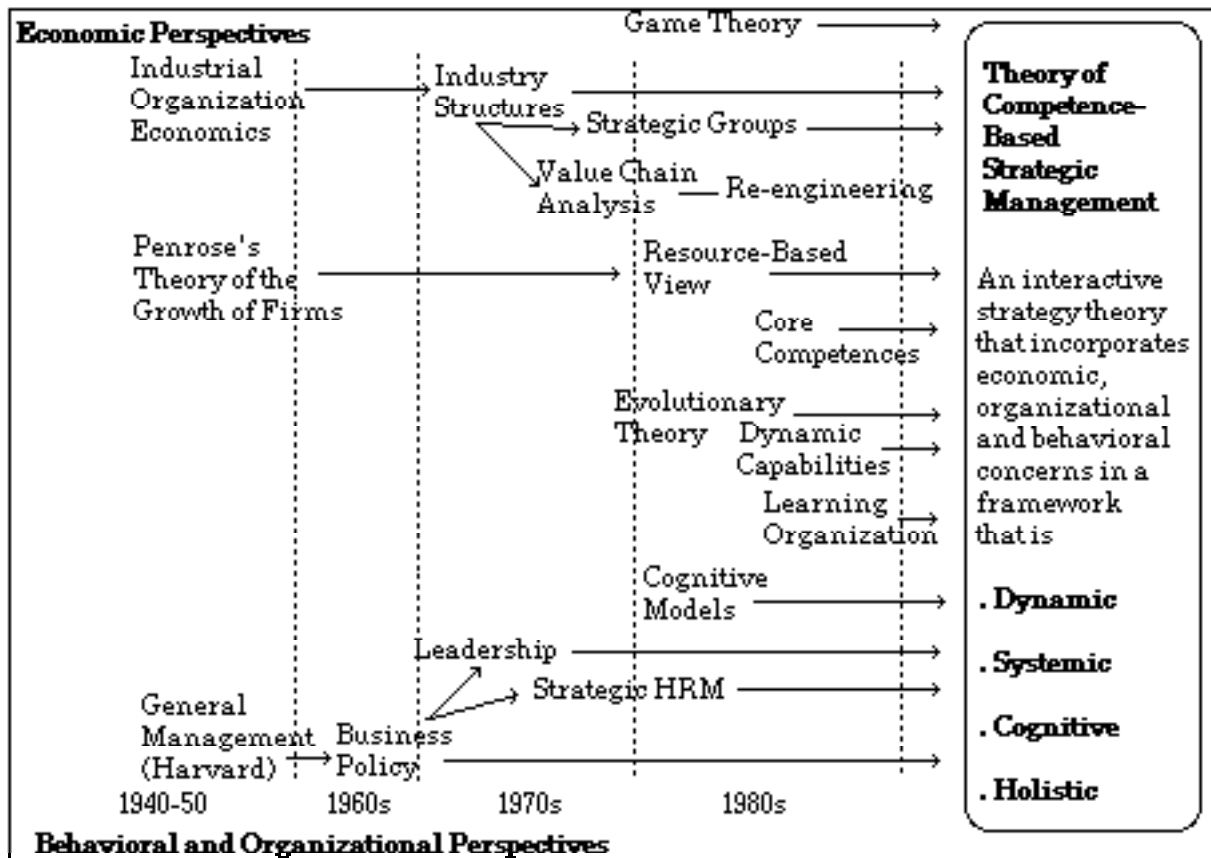 Economic Perspectives
Game Theory
Industrial
Organization
Economics
Industry
Structures
Strategic Groups
Value Chain
Analysis
Re-engineering
Penrose's
Theory of the
Growth of Firms
Resource-Based
View
Core
Competences
Evolutionary
Theory
Dynamic
Capabilities
Learning
Organization
Cognitive
Models
Leadership
Strategic HRM
General
Management
(Harvard)
Business
Policy
1940-50
1960s
1970s
1980s
Behavioral and Organizational Perspectives
Theory of
Competence-
Based
Strategic
Management
An interactive
strategy theory
that incorporates
economic,
organizational
and behavioral
concerns in a
framework
that is
. Dynamic
. Systemic
. Cognitive
. Holistic